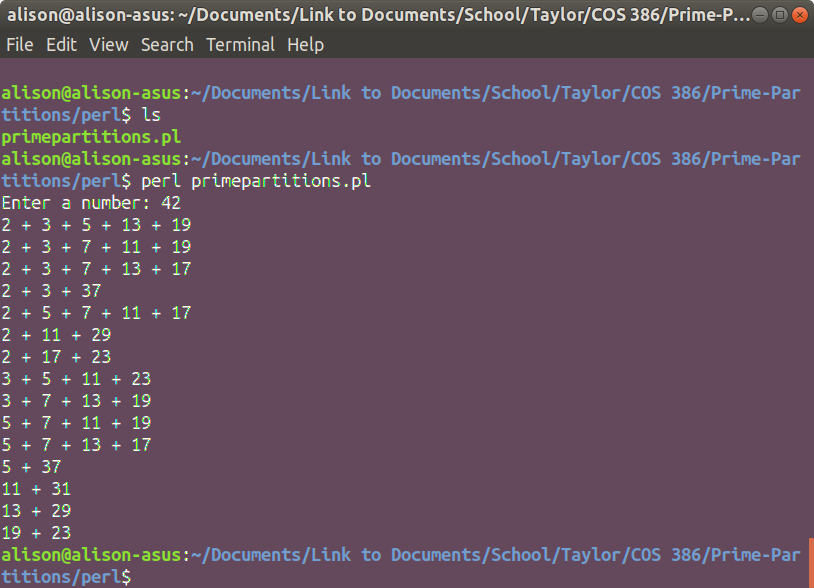 alison@alison-asus: ~/Documents/Link to Documents/School/Taylor/COS 386/Prime-P...
File Edit View Search Terminal Help
alison@alison-asus:~/Documents/Link to Documents/School/Taylor/COS 386/Prime-Par
titions/perl$ ls
primepartitions.pl
alison@alison-asus:~/Documents/Link to Documents/School/Taylor/COS 386/Prime-Par
titions/perl$ perl primepartitions.pl
Enter a number: 42
2 + 3 + 5 + 13 + 19
2 + 3 + 7 + 11 + 19
2 + 3 + 7 + 13 + 17
2 + 3 + 37
2 + 5 + 7 + 11 + 17
2 + 11 + 29
2 + 17 + 23
3 + 5 + 11 + 23
3 + 7 + 13 + 19
5 + 7 + 11 + 19
5 + 7 + 13 + 17
5 + 37
11 + 31
13 + 29
19 + 23
alison@alison-asus:~/Documents/Link to Documents/School/Taylor/COS 386/Prime-Par
titions/perl$